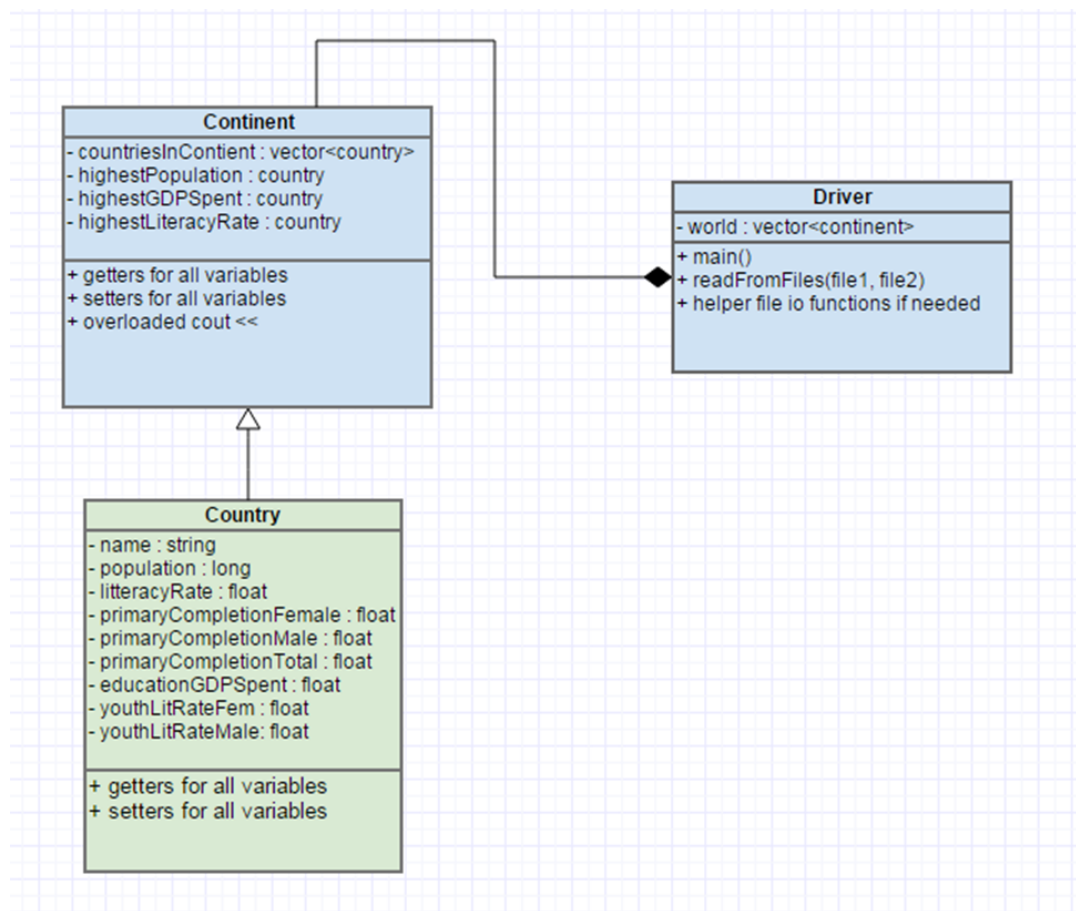 Continent
- countriesInContient : vector<country>
- highestPopulation : country
- highestGDPSpent : country
- highestLiteracyRate : country
+ getters for all variables
+ setters for all variables
+ overloaded cout <<
Driver
- world : vector<continent>
+ main()
+ readFromFiles(file1, file2)
+ helper file io functions if needed
Country
- name : string
- population : long
- litteracyRate : float
- primaryCompletionFemale : float
- primaryCompletionMale : float
- primaryCompletionTotal : float
- educationGDPSpent : float
- youthLitRateFem : float
- youthLitRateMale: float
+ getters for all variables
+ setters for all variables